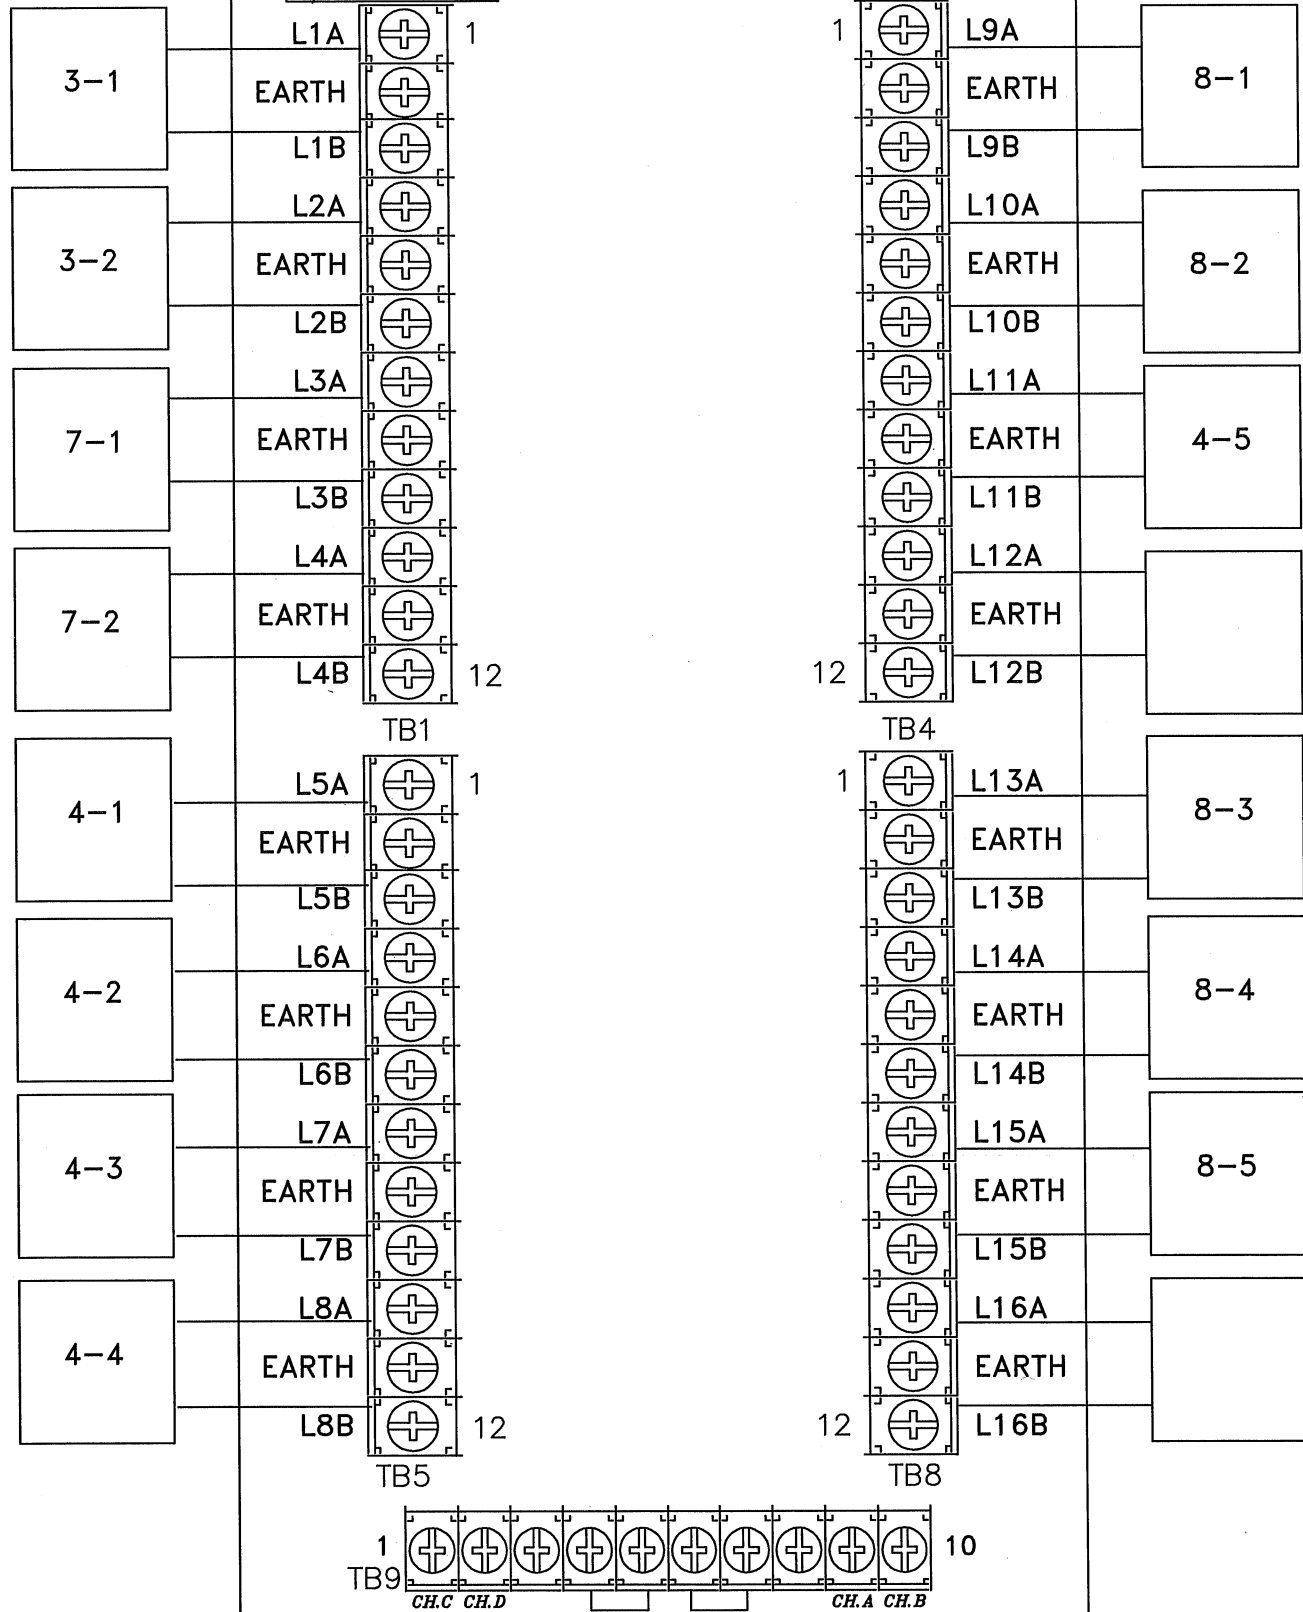 L1A 1
3-1
EARTH
L1B
L2A
3-2
EARTH
L2B
L3A
7-1
EARTH
L3B
L4A
7-2
EARTH
L4B 12
TB1
L5A 1
4-1
EARTH
L5B
L6A
4-2
EARTH
L6B
L7A
4-3
EARTH
L7B
L8A
4-4
EARTH
L8B 12
TB5
1 L9A
8-1
EARTH
L9B
L10A
8-2
EARTH
L10B
L11A
4-5
EARTH
L11B
L12A
EARTH
12 L12B
TB4
1 L13A
8-3
EARTH
L13B
L14A
8-4
EARTH
L14B
L15A
8-5
EARTH
L15B
L16A
EARTH
12 L16B
TB8
1 10
TB9
CH.C CH.D CH.A CH.B